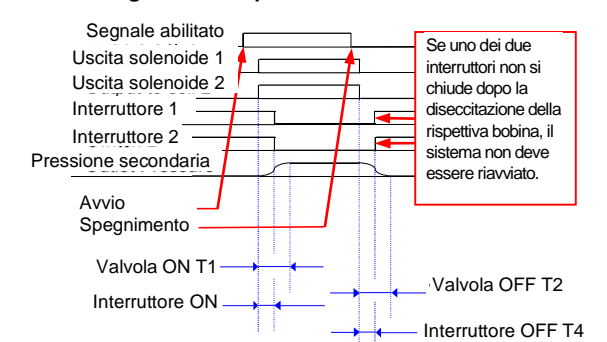 Segnale abilitato
Uscita solenoide 1
Uscita solenoide 2
Interruttore 1
Interruttore 2
Pressione secondaria
Avvio
Spegnimento
Se uno dei due
interruttori non si
chiude dopo la
diseccitazione della
rispettiva bobina, il
sistema non deve
essere riavviato.
Valvola ON T1
Interruttore ON
Valvola OFF T2
Interruttore OFF T4